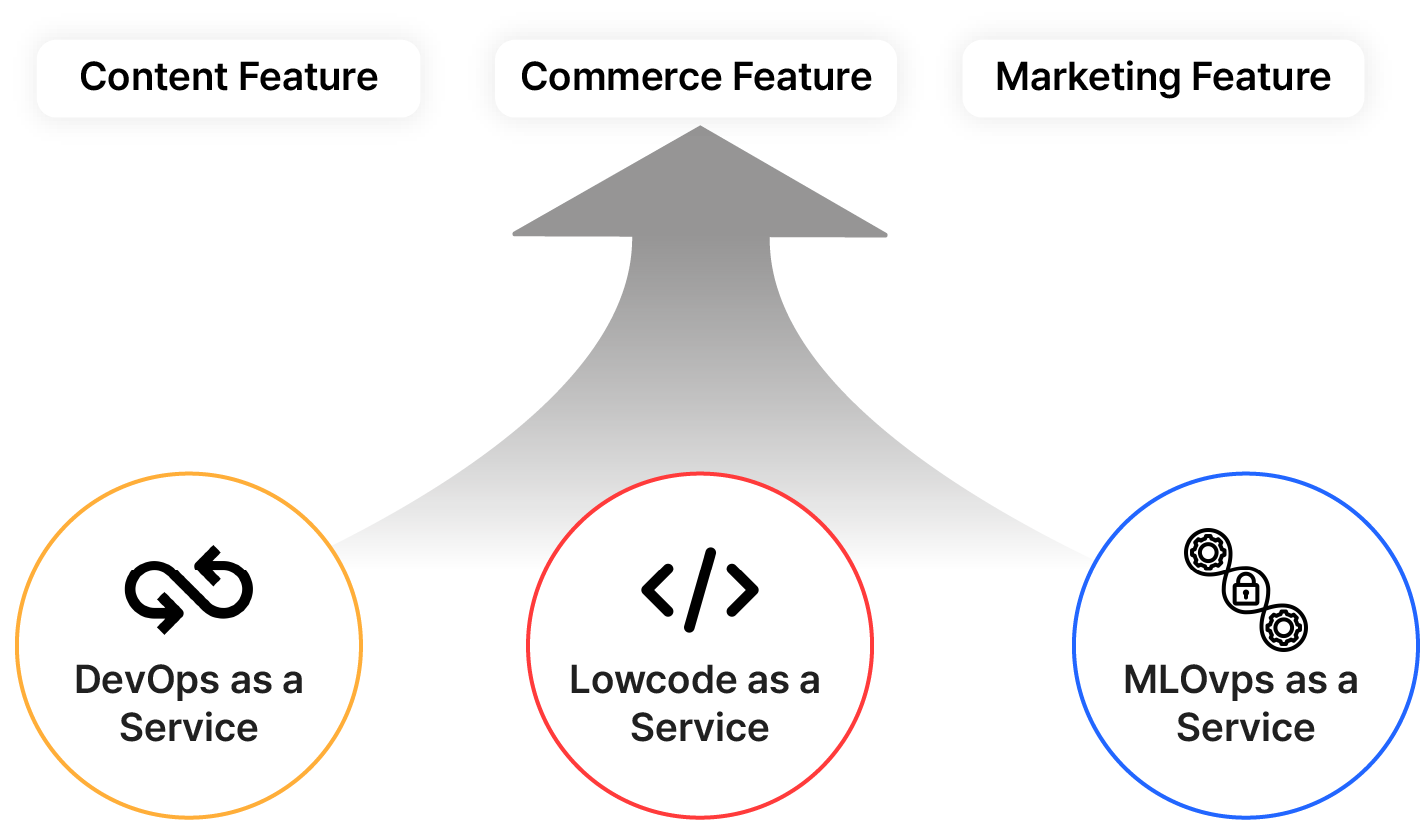 Content Feature
Commerce Feature
Marketing Feature
DevOps as a
Service
Lowcode as a
Service
MLOvps as a
Service